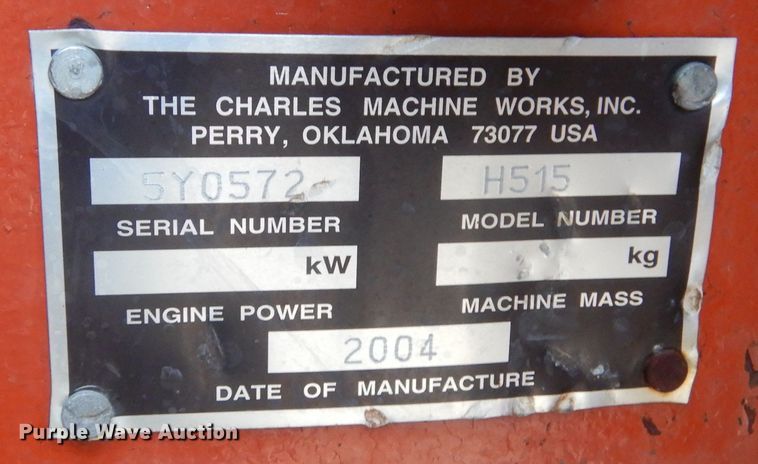 MANUFACTURED BY
THE CHARLES MACHINE WORKS, INC.
PERRY, OKLAHOMA 73077 USA
5Y0572 H515
SERIAL NUMBER MODEL NUMBER
kW kg
ENGINE POWER MACHINE MASS
2004
DATE OF MANUFACTURE
Purple Wave Auction